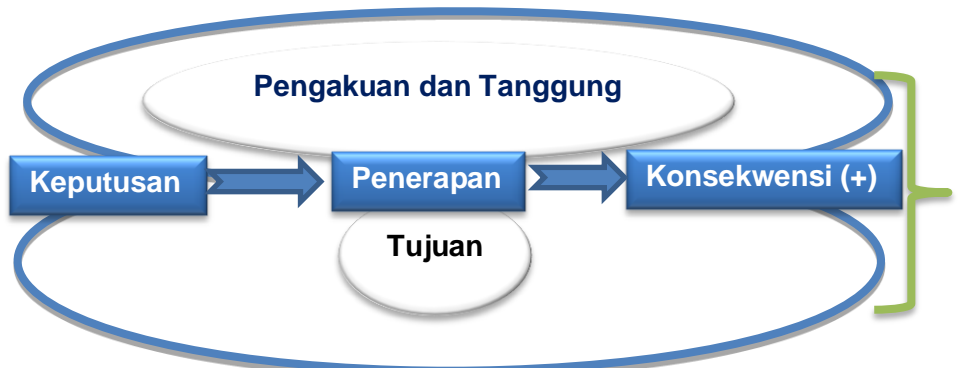 Pengakuan dan Tanggung
Keputusan
Penerapan
Konsekwensi (+)
Tujuan